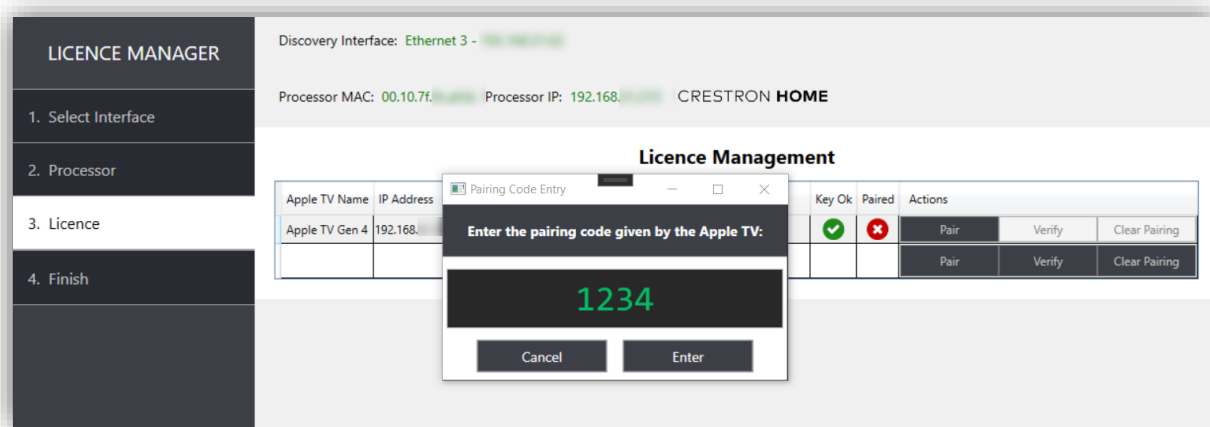 LICENCE MANAGER
1. Select Interface
2. Processor
3. Licence
4. Finish
Discovery Interface: Ethernet 3 -
Processor MAC: 00.10.7f. Processor IP: 192.168. CRESTRON HOME
Licence Management
Apple TV Name IP Address Key Ok Paired Actions
Apple TV Gen 4 192.168. Pair Verify Clear Pairing
Pair Verify Clear Pairing
Pairing Code Entry
Enter the pairing code given by the Apple TV:
1234
Cancel Enter